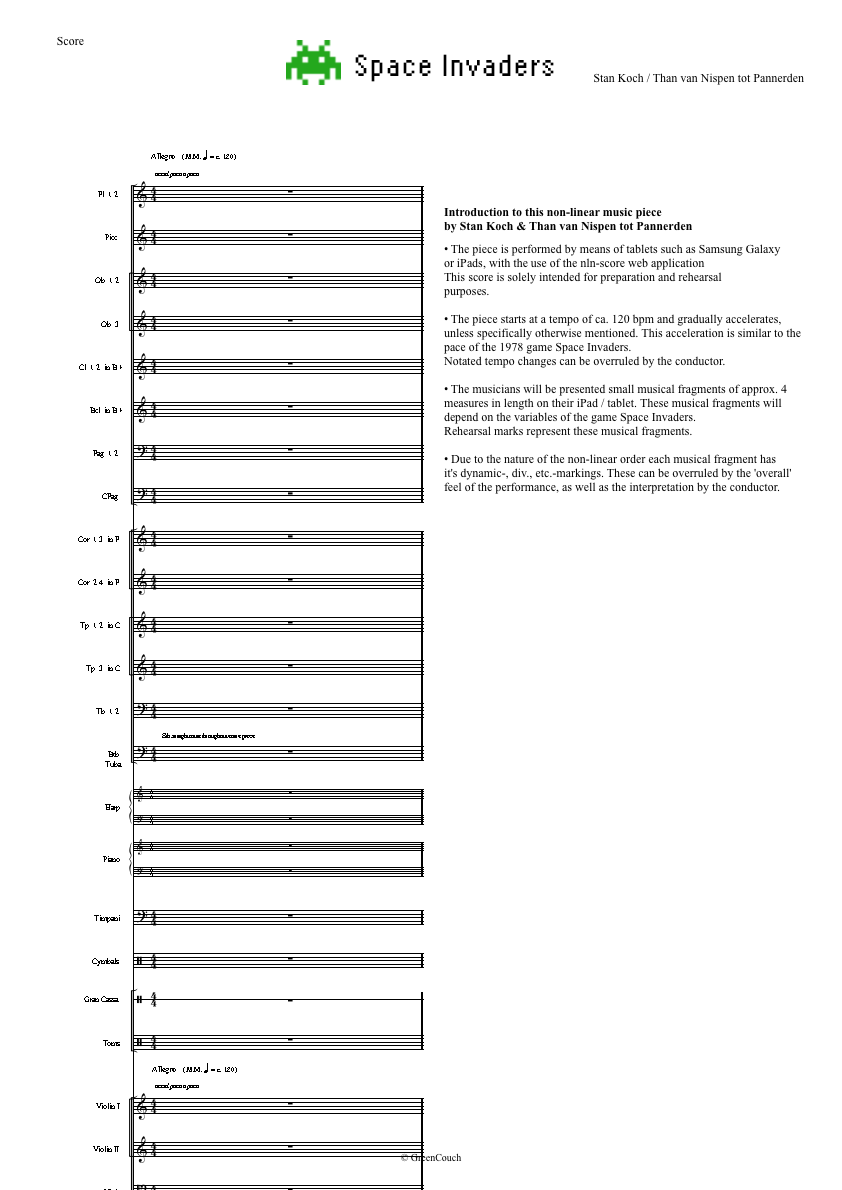 Score
Space Invaders
Stan Koch / Than van Nispen tot Pannerden
Allegro (M.M. ♩ = c. 120)
accel poco a poco
Fl 1 2
Picc
Ob 1 2
Ob 3
Cl 1 2 in B♭
Bcl in B♭
Fag 1 2
CFag
Cor 1 3 in F
Cor 2 4 in F
Tp 1 2 in C
Tp 3 in C
Tb 1 2
Btb
Tuba
Harp
Piano
Timpani
Cymbals
Gran Cassa
Toms
Allegro (M.M. ♩ = c. 120)
accel poco a poco
Violin I
Violin II
Introduction to this non-linear music piece
by Stan Koch & Than van Nispen tot Pannerden
• The piece is performed by means of tablets such as Samsung Galaxy
or iPads, with the use of the nln-score web application
This score is solely intended for preparation and rehearsal
purposes.
• The piece starts at a tempo of ca. 120 bpm and gradually accelerates,
unless specifically otherwise mentioned. This acceleration is similar to the
pace of the 1978 game Space Invaders.
Notated tempo changes can be overruled by the conductor.
• The musicians will be presented small musical fragments of approx. 4
measures in length on their iPad / tablet. These musical fragments will
depend on the variables of the game Space Invaders.
Rehearsal marks represent these musical fragments.
• Due to the nature of the non-linear order each musical fragment has
it's dynamic-, div., etc.-markings. These can be overruled by the 'overall'
feel of the performance, as well as the interpretation by the conductor.
© GreenCouch